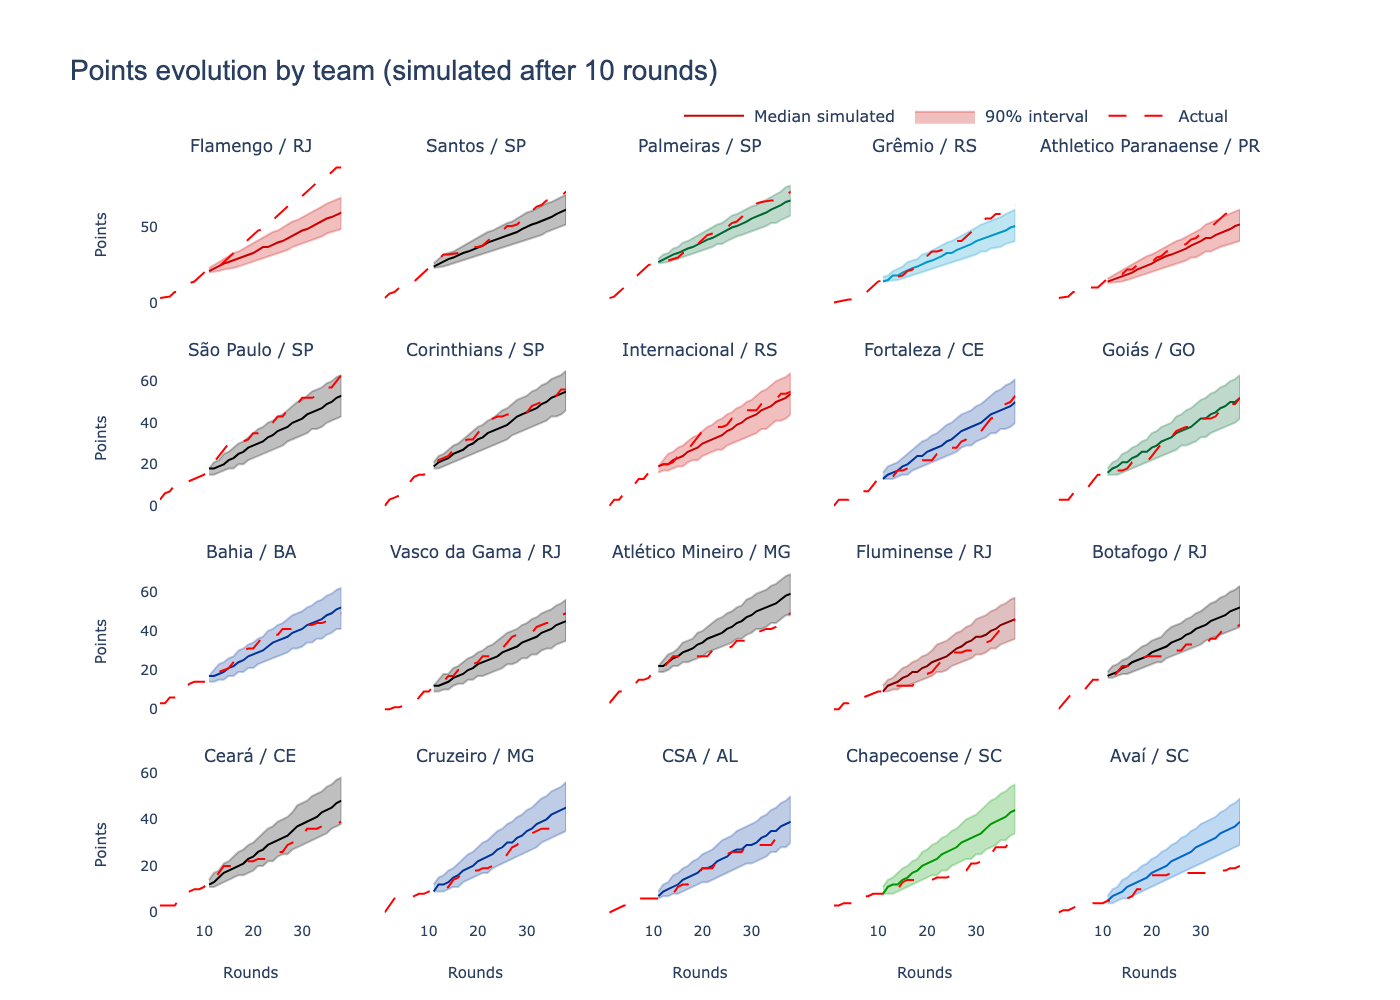 Points evolution by team (simulated after 10 rounds)
Median simulated 90% interval Actual
Flamengo / RJ Santos / SP Palmeiras / SP Grêmio / RS Athletico Paranaense / PR
50
Points
0
São Paulo / SP Corinthians / SP Internacional / RS Fortaleza / CE Goiás / GO
60
40
Points
20
0
Bahia / BA Vasco da Gama / RJ Atlético Mineiro / MG Fluminense / RJ Botafogo / RJ
60
40
Points
20
0
Ceará / CE Cruzeiro / MG CSA / AL Chapecoense / SC Avaí / SC
60
40
Points
20
0
10 20 30 10 20 30 10 20 30 10 20 30 10 20 30
Rounds Rounds Rounds Rounds Rounds